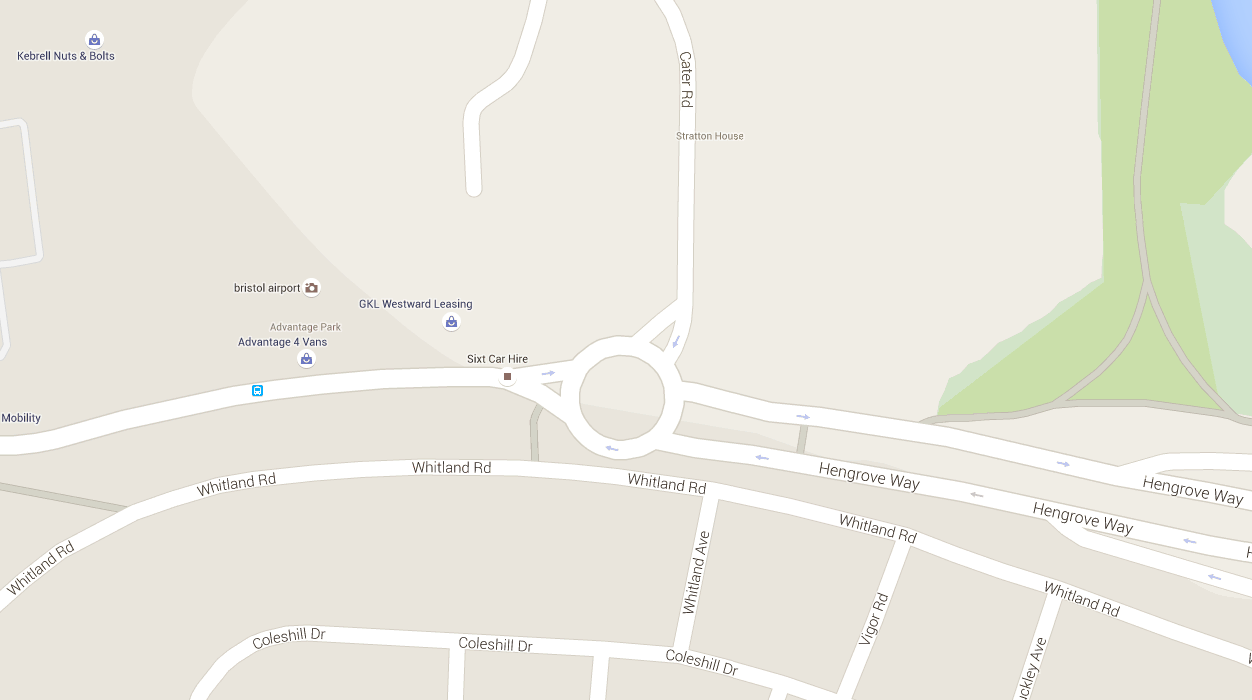 Kebrell Nuts & Bolts
Cater Rd
Stratton House
bristol airport
GKL Westward Leasing
Advantage Park
Advantage 4 Vans
Sixt Car Hire
Mobility
Whitland Rd
Whitland Rd
Whitland Rd
Whitland Rd
Hengrove Way
Hengrove Way
Hengrove Way
Whitland Rd
Whitland Rd
Whitland Ave
Vigor Rd
uckley Ave
Coleshill Dr
Coleshill Dr
Coleshill Dr